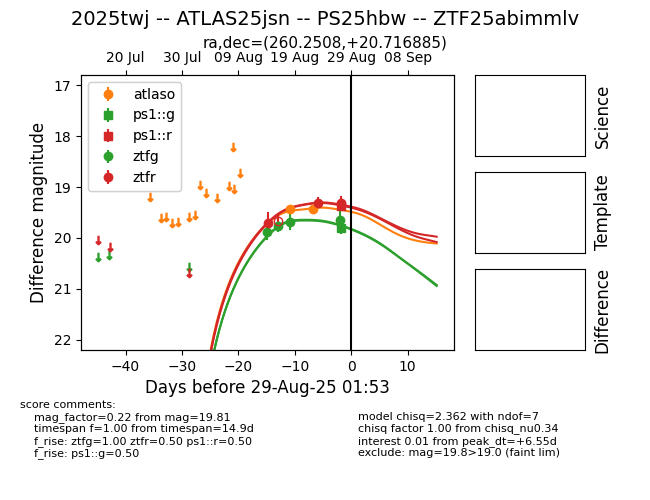 2025twj -- ATLAS25jsn -- PS25hbw -- ZTF25abimmlv
ra,dec=(260.2508,+20.716885)
20 Jul 30 Jul 09 Aug 19 Aug 29 Aug 08 Sep
17
18
19
20
21
22
Difference magnitude
atlaso
ps1::g
ps1::r
ztfg
ztfr
−40 −30 −20 −10 0 10
Days before 29-Aug-25 01:53
Science
Template
Difference
score comments:
mag_factor=0.22 from mag=19.81
timespan f=1.00 from timespan=14.9d
f_rise: ztfg=1.00 ztfr=0.50 ps1::r=0.50
f_rise: ps1::g=0.50
model chisq=2.362 with ndof=7
chisq factor 1.00 from chisq_nu0.34
interest 0.01 from peak_dt=+6.55d
exclude: mag=19.8>19.0 (faint lim)